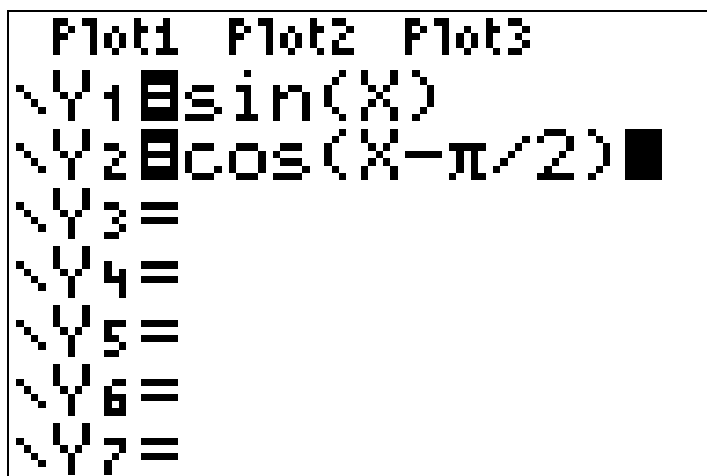 Plot1 Plot2 Plot3
\Y1=sin(X)
\Y2=cos(X-π/2)
\Y3=
\Y4=
\Y5=
\Y6=
\Y7=